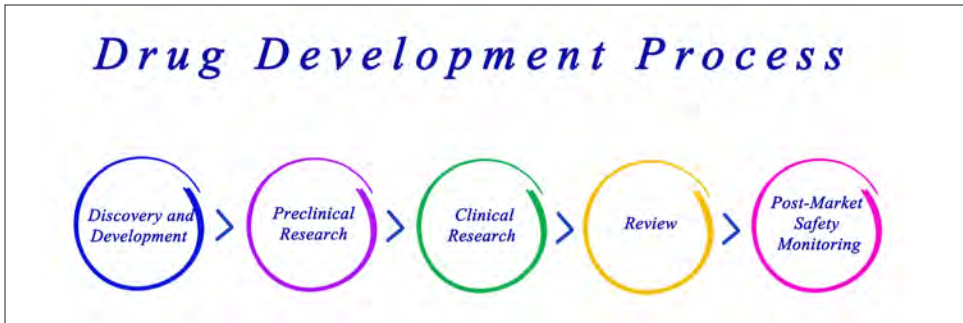 Drug Development Process
Discovery and
Development
Preclinical
Research
Clinical
Research
Review
Post-Market
Safety
Monitoring